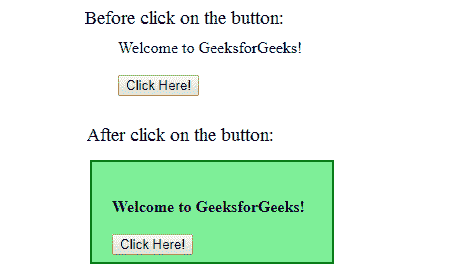 Before click on the button:
Welcome to GeeksforGeeks!
Click Here!
After click on the button:
Welcome to GeeksforGeeks!
Click Here!